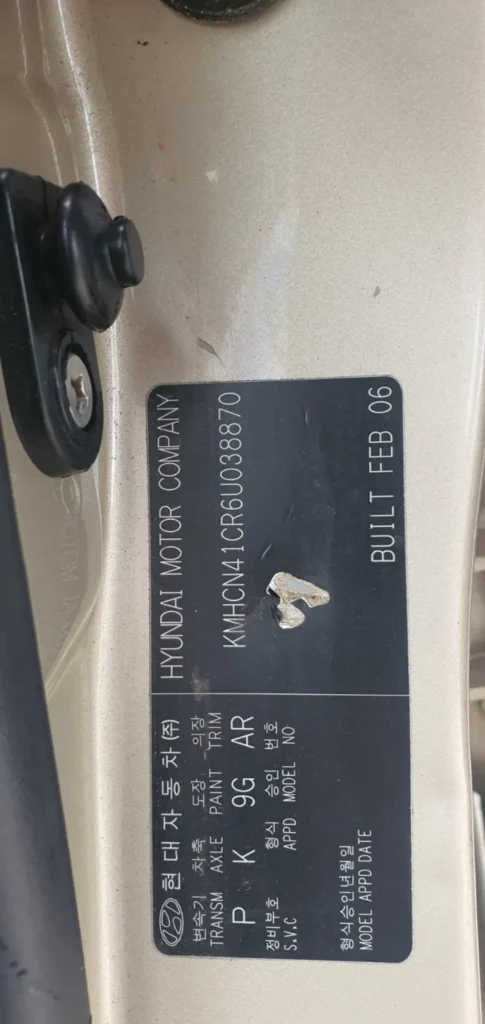 현대자동차(주) HYUNDAI MOTOR COMPANY
변속기 차축 도장 의장
TRANSM AXLE PAINT TRIM
P K 9G AR
KMHCN41CR6U038870
정비부호 형식 승인 번호
S.V.C APPD MODEL NO
형식승인년월일
MODEL APPD DATE
BUILT FEB 06